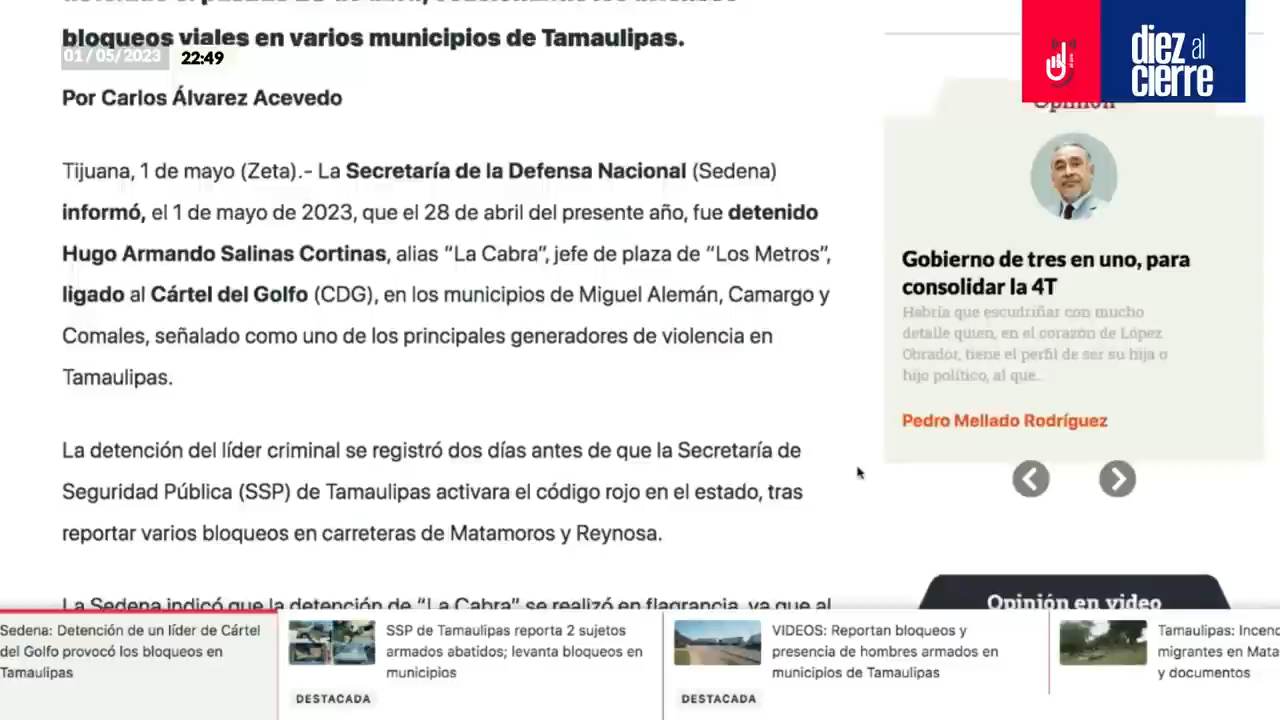 bloqueos viales en varios municipios de Tamaulipas.
01/05/2023 22:49
Por Carlos Álvarez Acevedo
Tijuana, 1 de mayo (Zeta).- La Secretaría de la Defensa Nacional (Sedena)
informó, el 1 de mayo de 2023, que el 28 de abril del presente año, fue detenido
Hugo Armando Salinas Cortinas, alias “La Cabra”, jefe de plaza de “Los Metros”,
ligado al Cártel del Golfo (CDG), en los municipios de Miguel Alemán, Camargo y
Comales, señalado como uno de los principales generadores de violencia en
Tamaulipas.
La detención del líder criminal se registró dos días antes de que la Secretaría de
Seguridad Pública (SSP) de Tamaulipas activara el código rojo en el estado, tras
reportar varios bloqueos en carreteras de Matamoros y Reynosa.
La Sedena indicó que la detención de “La Cabra” se realizó en flagrancia, ya que al
diez al
cierre
Opinión
Gobierno de tres en uno, para
consolidar la 4T
Habría que escudriñar con mucho
detalle quien, en el corazón de López
Obrador, tiene el perfil de ser su hija o
hijo político, al que...
Pedro Mellado Rodríguez
Opinión en video
Sedena: Detención de un líder de Cártel
del Golfo provocó los bloqueos en
Tamaulipas
SSP de Tamaulipas reporta 2 sujetos
armados abatidos; levanta bloqueos en
municipios
DESTACADA
VIDEOS: Reportan bloqueos y
presencia de hombres armados en
municipios de Tamaulipas
DESTACADA
Tamaulipas: Incend
migrantes en Mata
y documentos